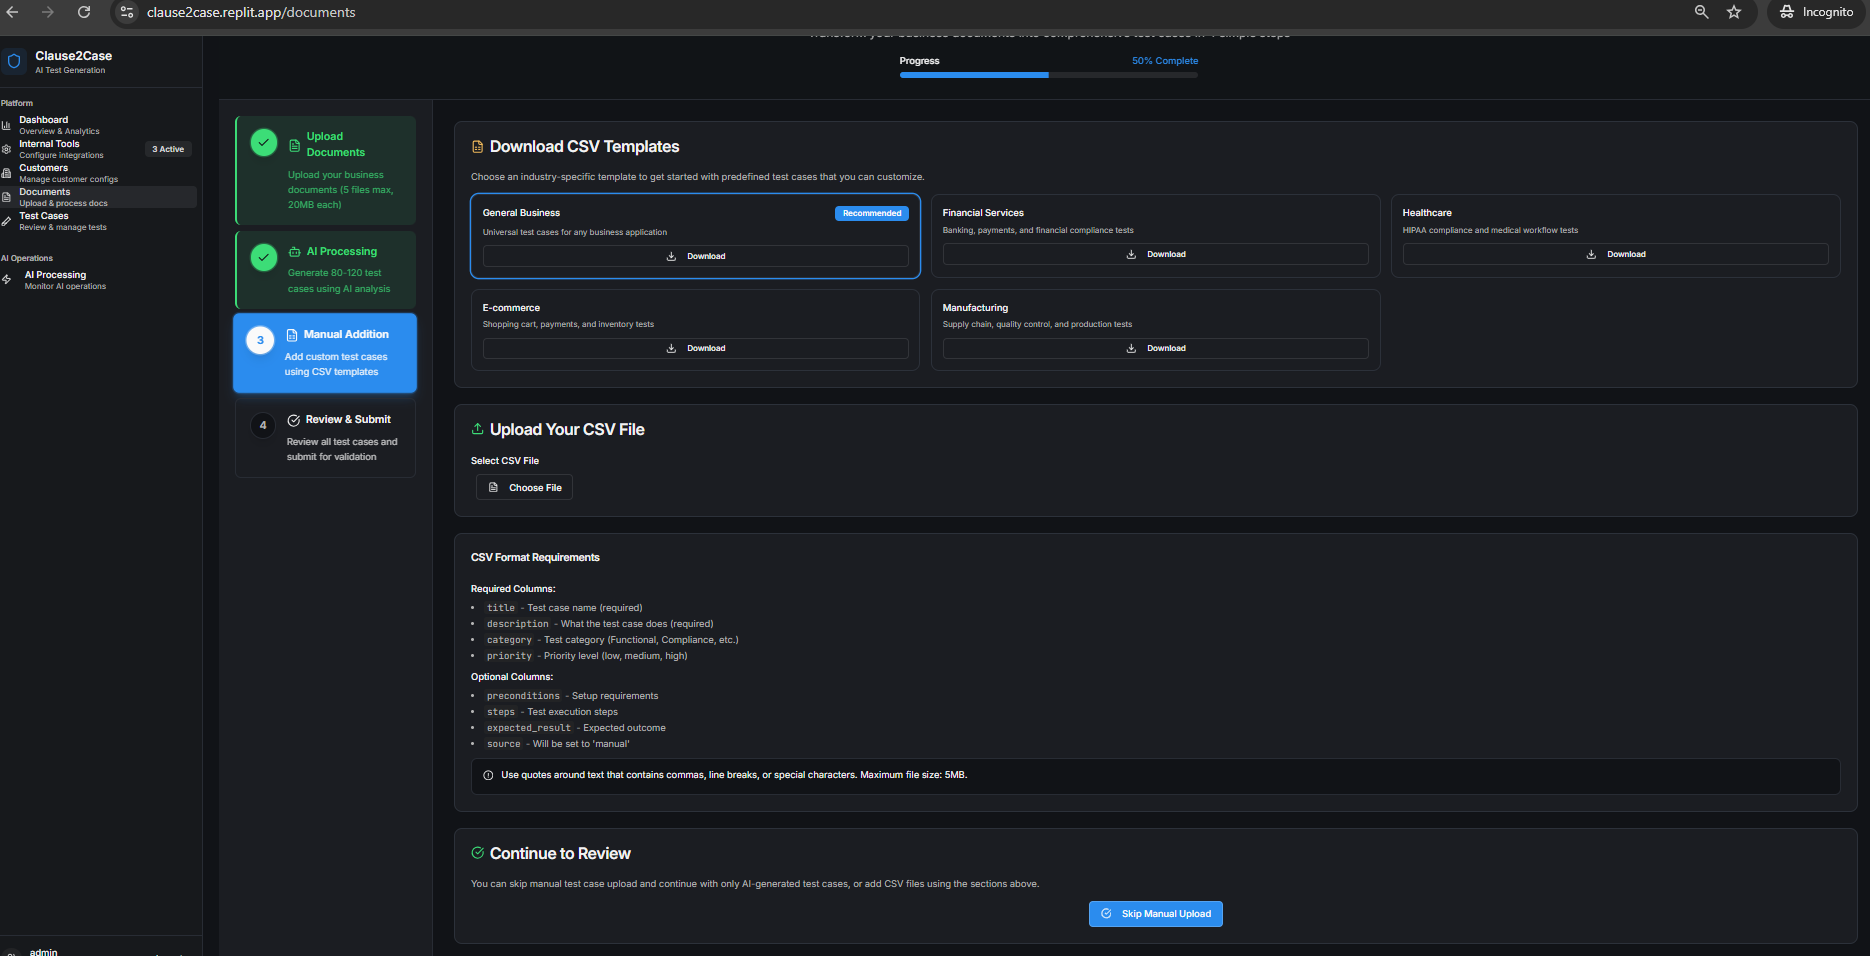 clause2case.replit.app/documents
Incognito
Clause2Case
AI Test Generation
Platform
Dashboard
Overview & Analytics
Internal Tools
Configure integrations
3 Active
Customers
Manage customer configs
Documents
Upload & process docs
Test Cases
Review & manage tests
AI Operations
AI Processing
Monitor AI operations
admin
Transform your business documents into comprehensive test cases in 4 simple steps
Progress
50% Complete
Upload
Documents
Upload your business
documents (5 files max,
20MB each)
AI Processing
Generate 80-120 test
cases using AI analysis
3
Manual Addition
Add custom test cases
using CSV templates
4
Review & Submit
Review all test cases and
submit for validation
Download CSV Templates
Choose an industry-specific template to get started with predefined test cases that you can customize.
General Business
Recommended
Universal test cases for any business application
Download
Financial Services
Banking, payments, and financial compliance tests
Download
Healthcare
HIPAA compliance and medical workflow tests
Download
E-commerce
Shopping cart, payments, and inventory tests
Download
Manufacturing
Supply chain, quality control, and production tests
Download
Upload Your CSV File
Select CSV File
Choose File
CSV Format Requirements
Required Columns:
• title - Test case name (required)
• description - What the test case does (required)
• category - Test category (Functional, Compliance, etc.)
• priority - Priority level (low, medium, high)
Optional Columns:
• preconditions - Setup requirements
• steps - Test execution steps
• expected_result - Expected outcome
• source - Will be set to 'manual'
Use quotes around text that contains commas, line breaks, or special characters. Maximum file size: 5MB.
Continue to Review
You can skip manual test case upload and continue with only AI-generated test cases, or add CSV files using the sections above.
Skip Manual Upload